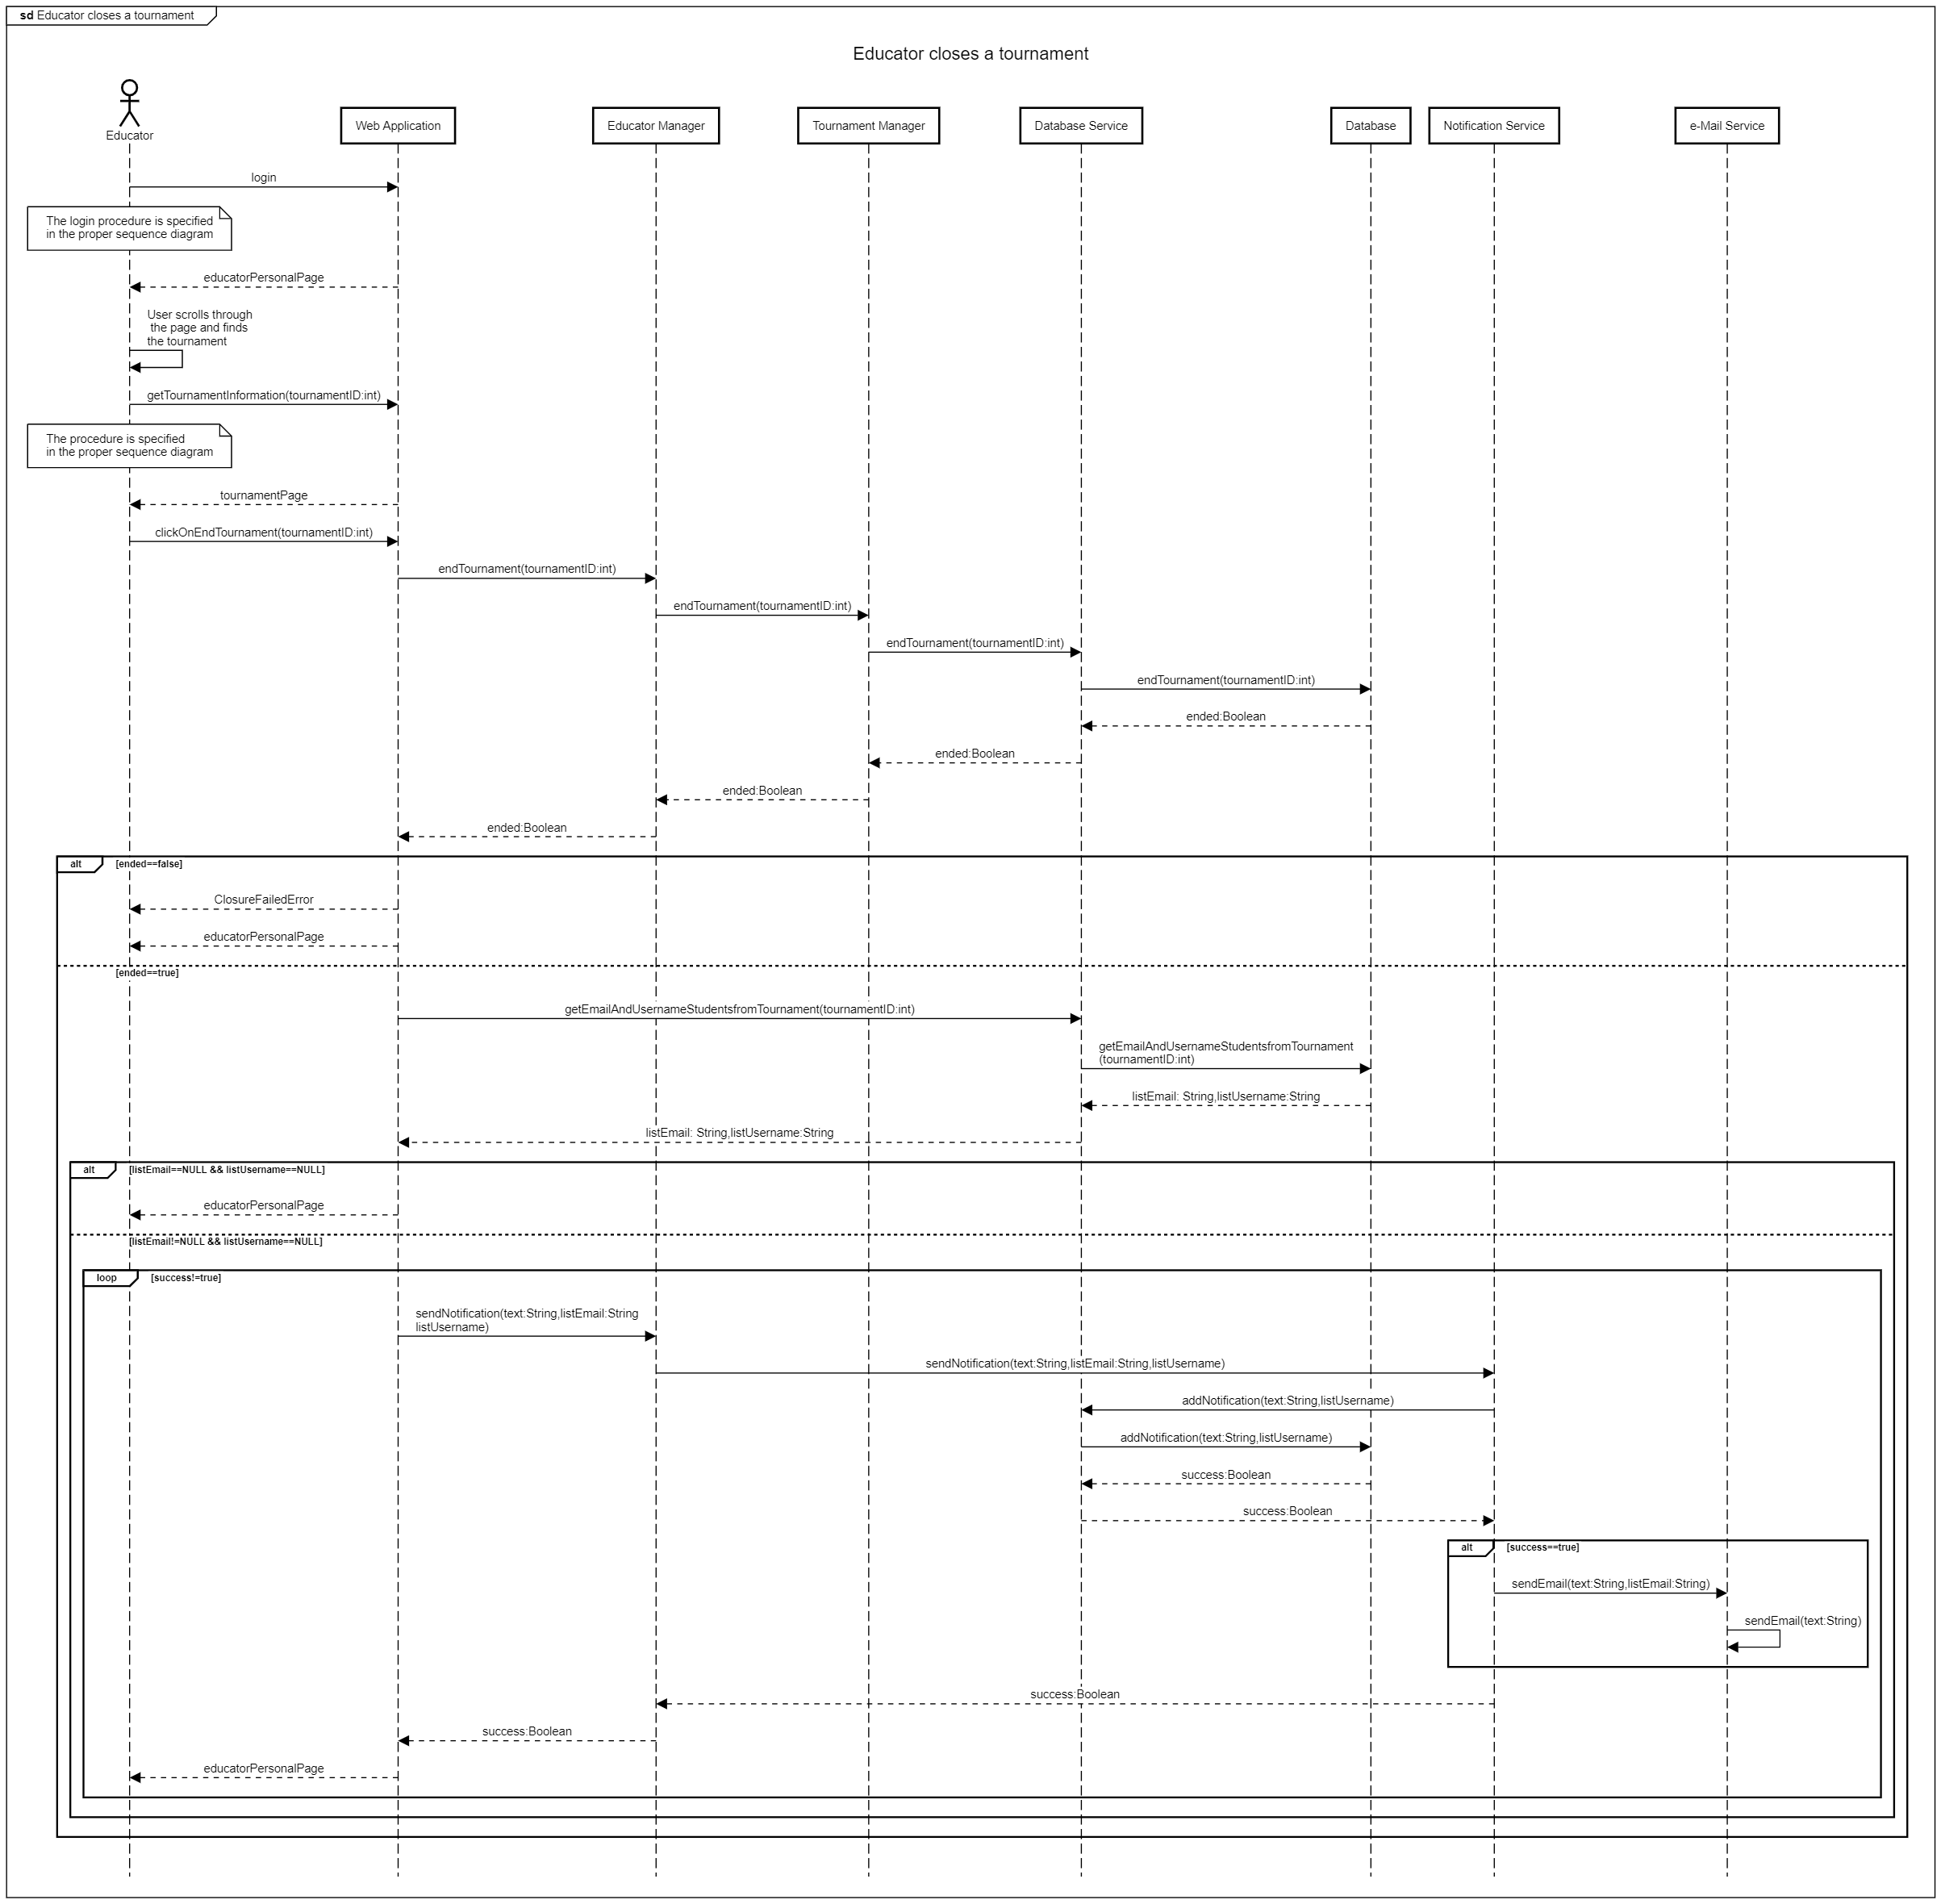 sd Educator closes a tournament
Educator closes a tournament
Educator
Web Application
Educator Manager
Tournament Manager
Database Service
Database
Notification Service
e-Mail Service
login
The login procedure is specified
in the proper sequence diagram
educatorPersonalPage
User scrolls through
the page and finds
the tournament
getTournamentInformation(tournamentID:int)
The procedure is specified
in the proper sequence diagram
tournamentPage
clickOnEndTournament(tournamentID:int)
endTournament(tournamentID:int)
endTournament(tournamentID:int)
endTournament(tournamentID:int)
endTournament(tournamentID:int)
ended:Boolean
ended:Boolean
ended:Boolean
ended:Boolean
alt [ended==false]
ClosureFailedError
educatorPersonalPage
[ended==true]
getEmailAndUsernameStudentsfromTournament(tournamentID:int)
getEmailAndUsernameStudentsfromTournament
(tournamentID:int)
listEmail: String,listUsername:String
listEmail: String,listUsername:String
alt [listEmail==NULL && listUsername==NULL]
educatorPersonalPage
[listEmail!=NULL && listUsername==NULL]
loop [success!=true]
sendNotification(text:String,listEmail:String
listUsername)
sendNotification(text:String,listEmail:String,listUsername)
addNotification(text:String,listUsername)
addNotification(text:String,listUsername)
success:Boolean
success:Boolean
alt [success==true]
sendEmail(text:String,listEmail:String)
sendEmail(text:String)
success:Boolean
success:Boolean
educatorPersonalPage